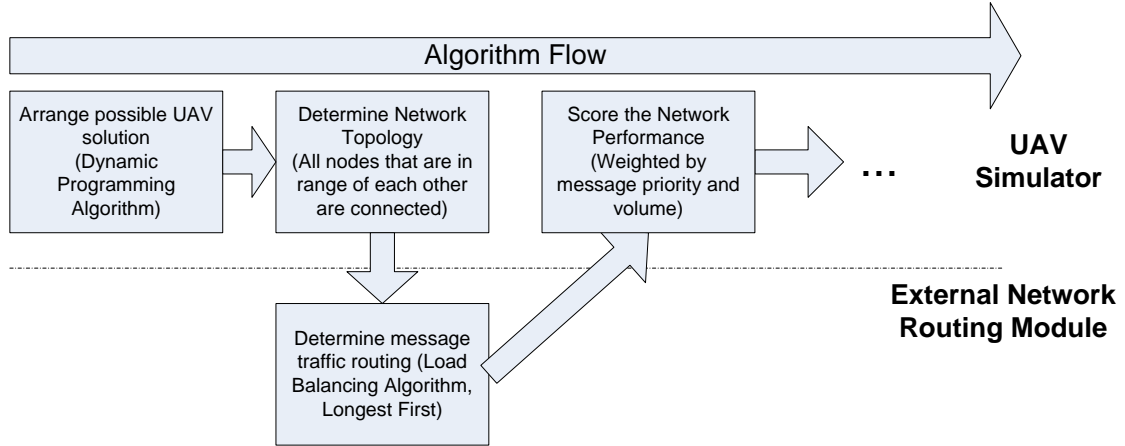 Algorithm Flow
Arrange possible UAV
solution
(Dynamic
Programming
Algorithm)
Determine Network
Topology
(All nodes that are in
range of each other
are connected)
Score the Network
Performance
(Weighted by
message priority and
volume)
...
UAV
Simulator
Determine message
traffic routing (Load
Balancing Algorithm,
Longest First)
External Network
Routing Module